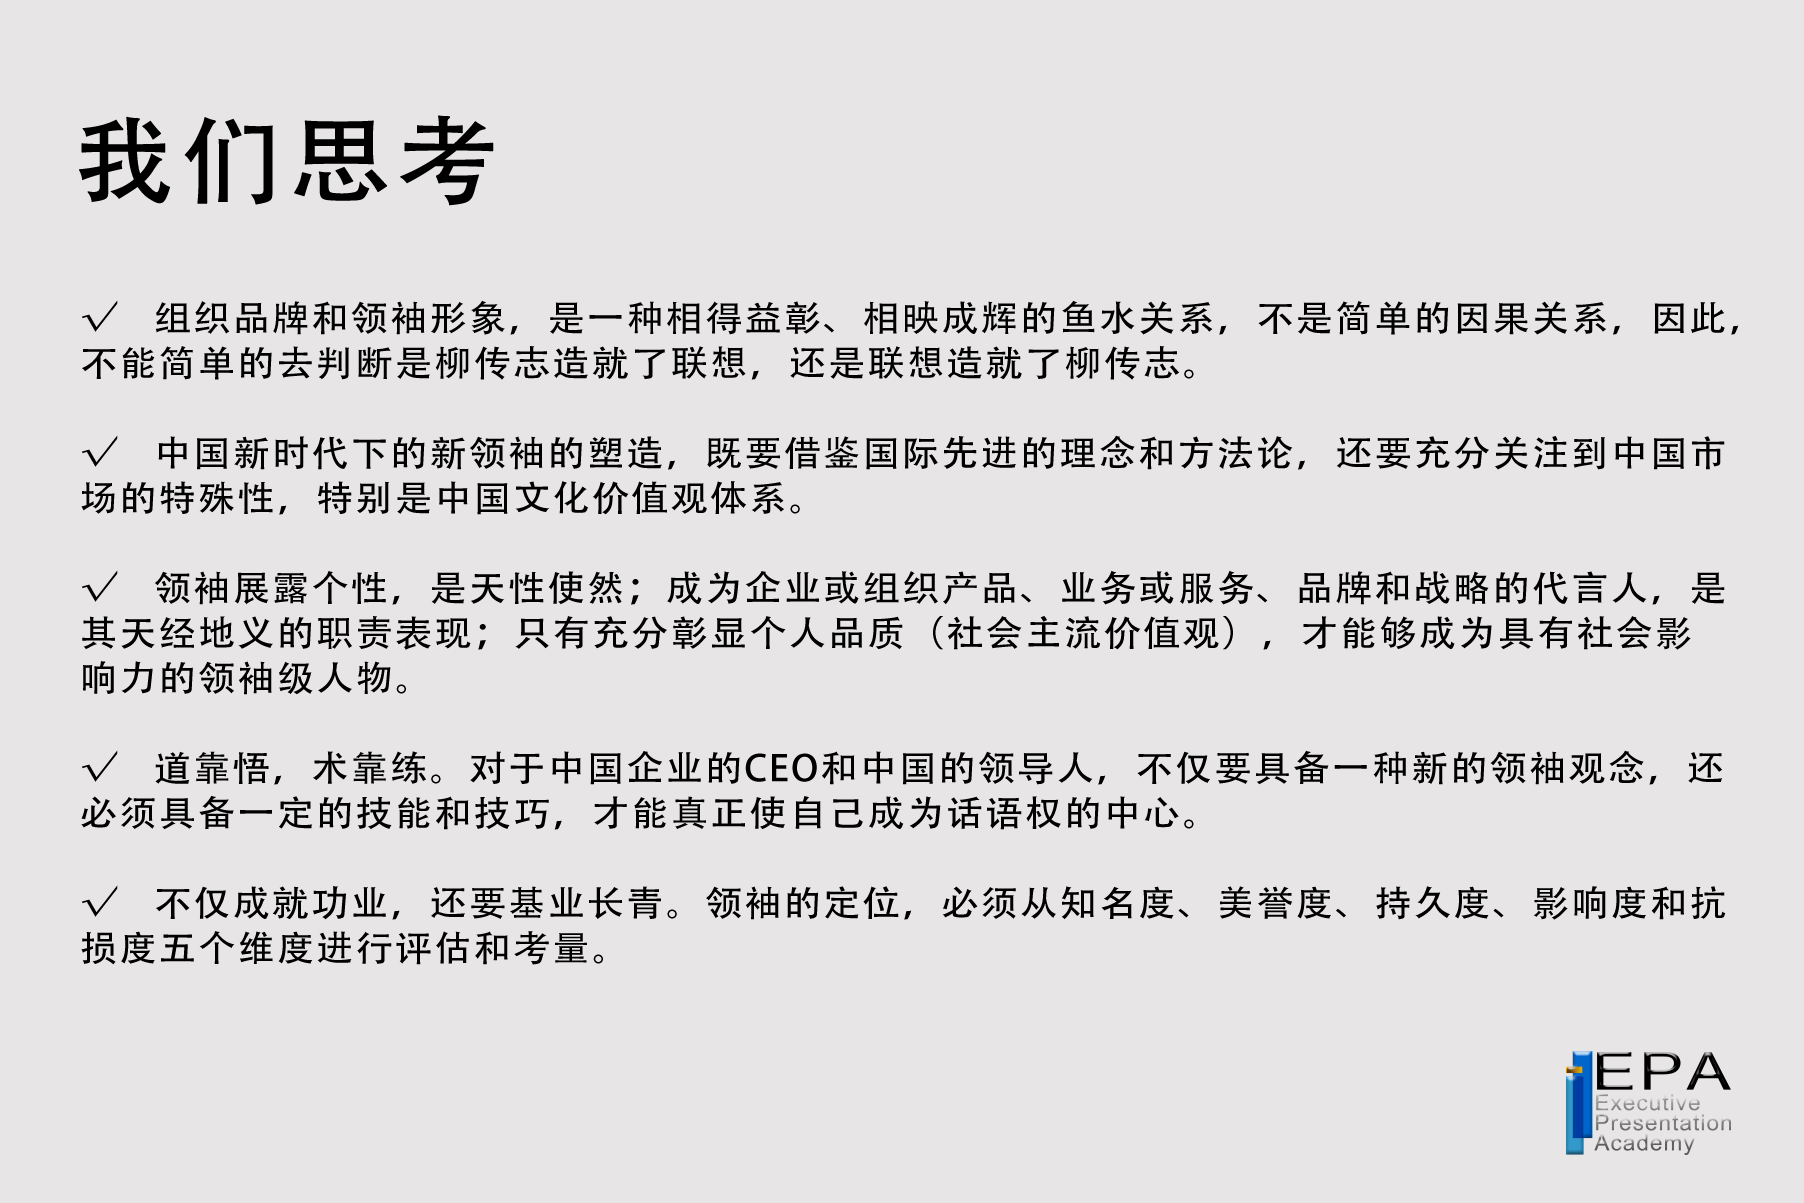 我们思考
√ 组织品牌和领袖形象，是一种相得益彰、相映成辉的鱼水关系，不是简单的因果关系，因此，
不能简单的去判断是柳传志造就了联想，还是联想造就了柳传志。
√ 中国新时代下的新领袖的塑造，既要借鉴国际先进的理念和方法论，还要充分关注到中国市
场的特殊性，特别是中国文化价值观体系。
√ 领袖展露个性，是天性使然；成为企业或组织产品、业务或服务、品牌和战略的代言人，是
其天经地义的职责表现；只有充分彰显个人品质（社会主流价值观），才能够成为具有社会影
响力的领袖级人物。
√ 道靠悟，术靠练。对于中国企业的CEO和中国的领导人，不仅要具备一种新的领袖观念，还
必须具备一定的技能和技巧，才能真正使自己成为话语权的中心。
√ 不仅成就功业，还要基业长青。领袖的定位，必须从知名度、美誉度、持久度、影响度和抗
损度五个维度进行评估和考量。
EPA
Executive
Presentation
Academy